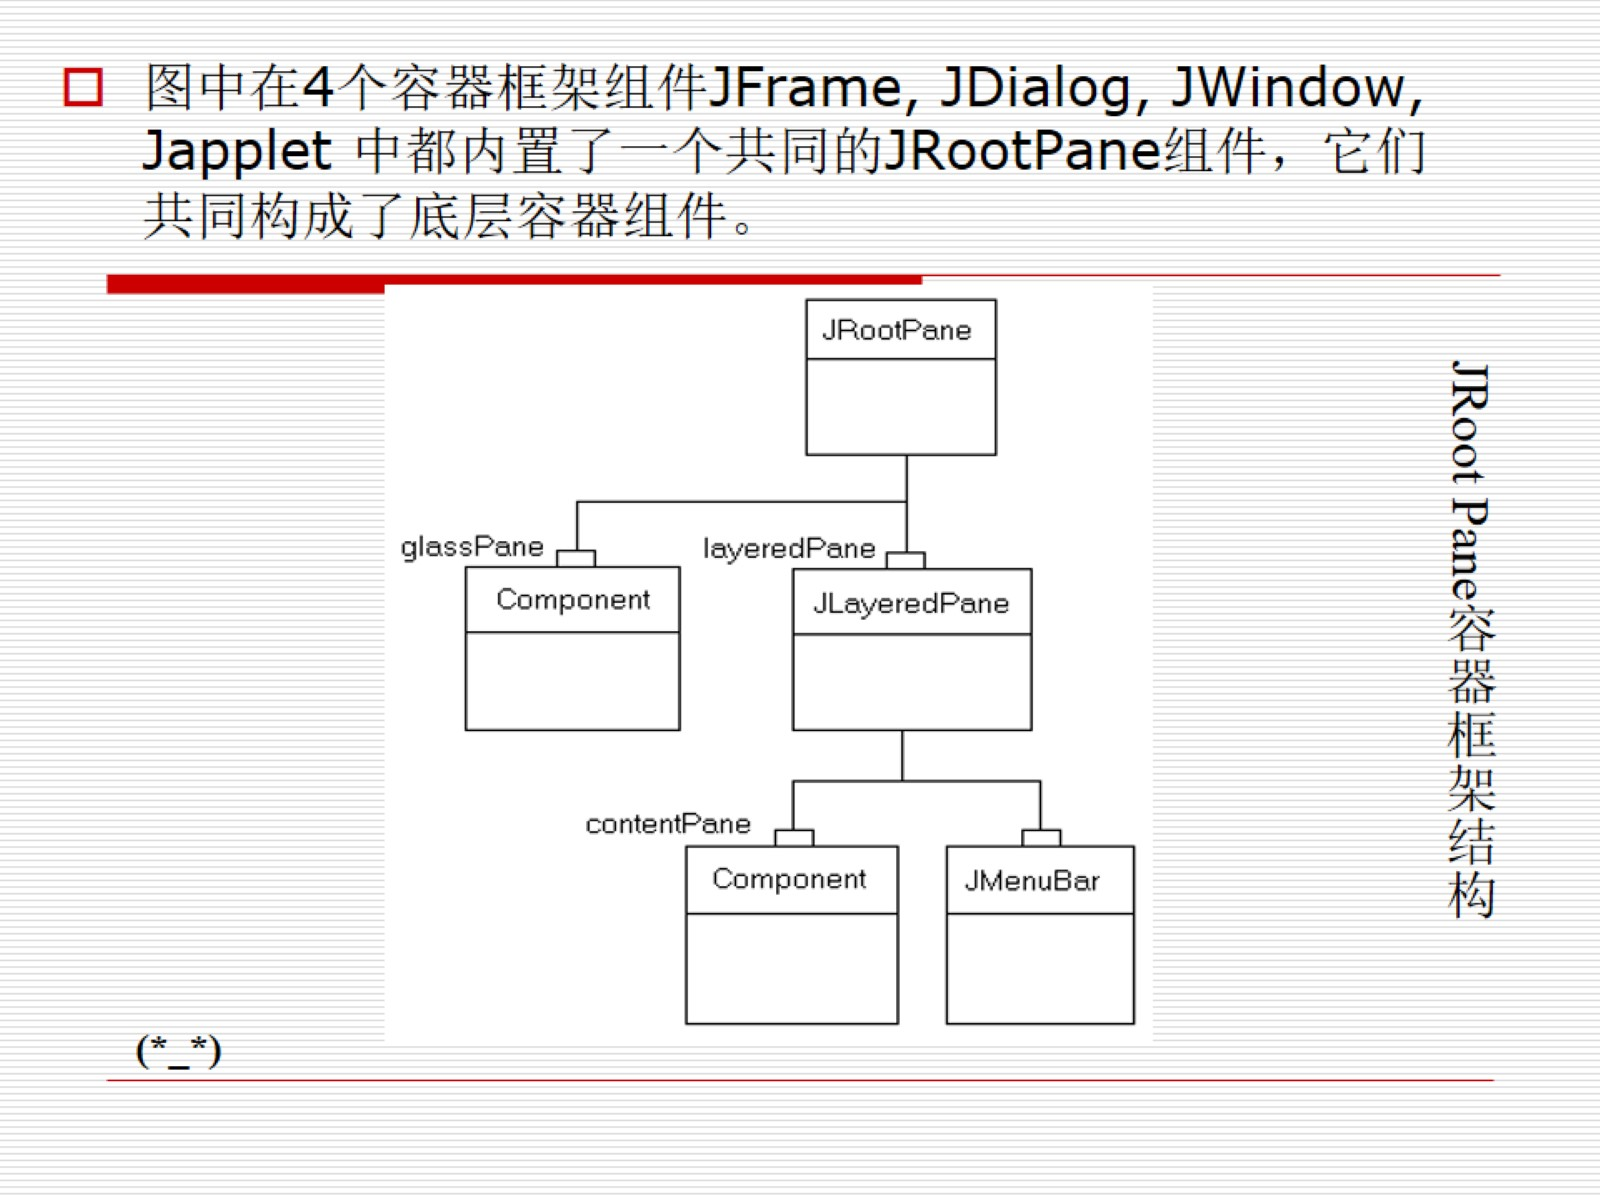 图中在4个容器框架组件JFrame, JDialog, JWindow,
Japplet 中都内置了一个共同的JRootPane组件，它们
共同构成了底层容器组件。
JRootPane
glassPane
layeredPane
Component
JLayeredPane
contentPane
Component
JMenuBar
JRoot Pane容器框架结构
(*_*)